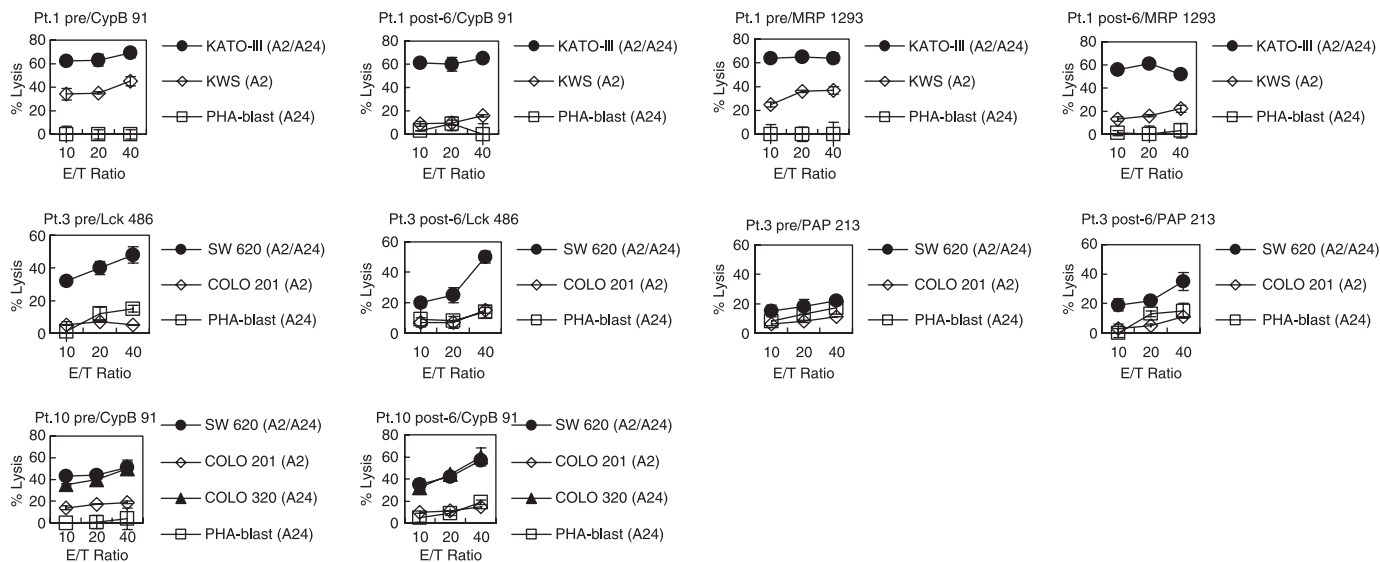 Pt.1 pre/CypB 91
80
60
40
20
0
% Lysis
10 20 40
E/T Ratio
KATO-III (A2/A24)
KWS (A2)
PHA-blast (A24)
Pt.1 post-6/CypB 91
80
60
40
20
0
% Lysis
10 20 40
E/T Ratio
KATO-III (A2/A24)
KWS (A2)
PHA-blast (A24)
Pt.1 pre/MRP 1293
80
60
40
20
0
% Lysis
10 20 40
E/T Ratio
KATO-III (A2/A24)
KWS (A2)
PHA-blast (A24)
Pt.1 post-6/MRP 1293
80
60
40
20
0
% Lysis
10 20 40
E/T Ratio
KATO-III (A2/A24)
KWS (A2)
PHA-blast (A24)
Pt.3 pre/Lck 486
60
40
20
0
% Lysis
10 20 40
E/T Ratio
SW 620 (A2/A24)
COLO 201 (A2)
PHA-blast (A24)
Pt.3 post-6/Lck 486
60
40
20
0
% Lysis
10 20 40
E/T Ratio
SW 620 (A2/A24)
COLO 201 (A2)
PHA-blast (A24)
Pt.3 pre/PAP 213
60
40
20
0
% Lysis
10 20 40
E/T Ratio
SW 620 (A2/A24)
COLO 201 (A2)
PHA-blast (A24)
Pt.3 post-6/PAP 213
60
40
20
0
% Lysis
10 20 40
E/T Ratio
SW 620 (A2/A24)
COLO 201 (A2)
PHA-blast (A24)
Pt.10 pre/CypB 91
80
60
40
20
0
% Lysis
10 20 40
E/T Ratio
SW 620 (A2/A24)
COLO 201 (A2)
COLO 320 (A24)
PHA-blast (A24)
Pt.10 post-6/CypB 91
80
60
40
20
0
% Lysis
10 20 40
E/T Ratio
SW 620 (A2/A24)
COLO 201 (A2)
COLO 320 (A24)
PHA-blast (A24)